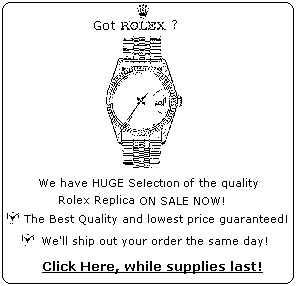 Got ROLEX ?
We have HUGE Selection of the quality
Rolex Replica ON SALE NOW!
The Best Quality and lowest price guaranteed!
We'll ship out your order the same day!
Click Here, while supplies last!